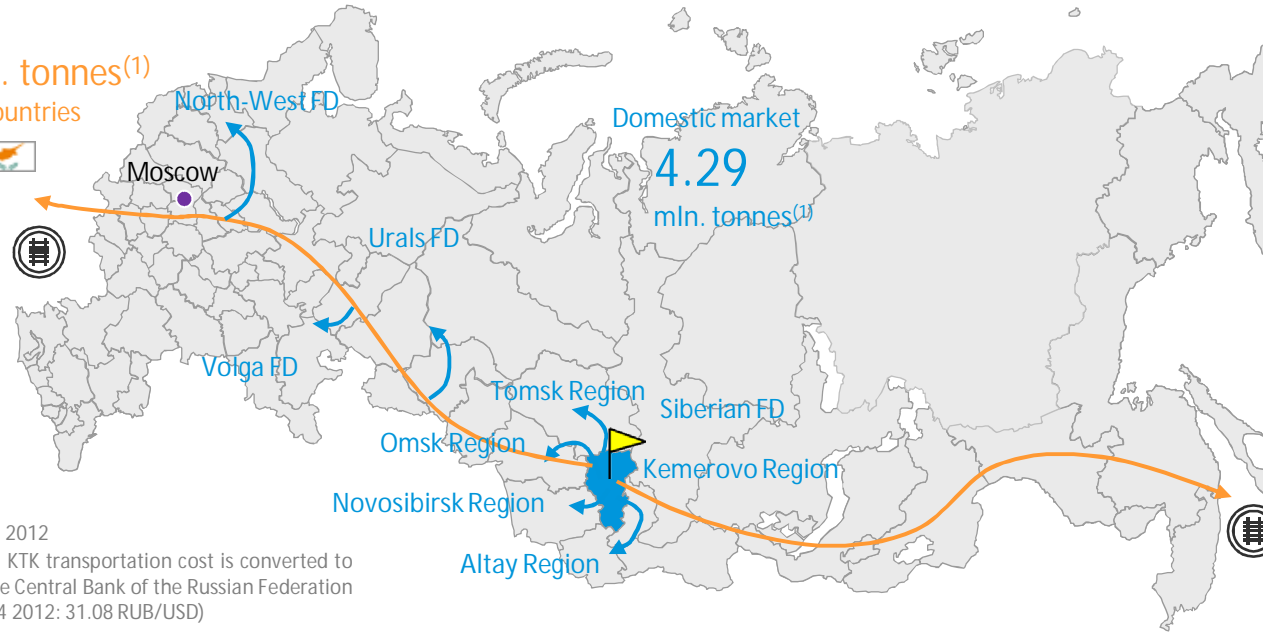 . tonnes(1)
ountries
North-West FD
Moscow
Domestic market
4.29
mln. tonnes(1)
Urals FD
Volga FD
Tomsk Region
Siberian FD
Omsk Region
Kemerovo Region
Novosibirsk Region
Altay Region
2012
KTK transportation cost is converted to
e Central Bank of the Russian Federation
4 2012: 31.08 RUB/USD)